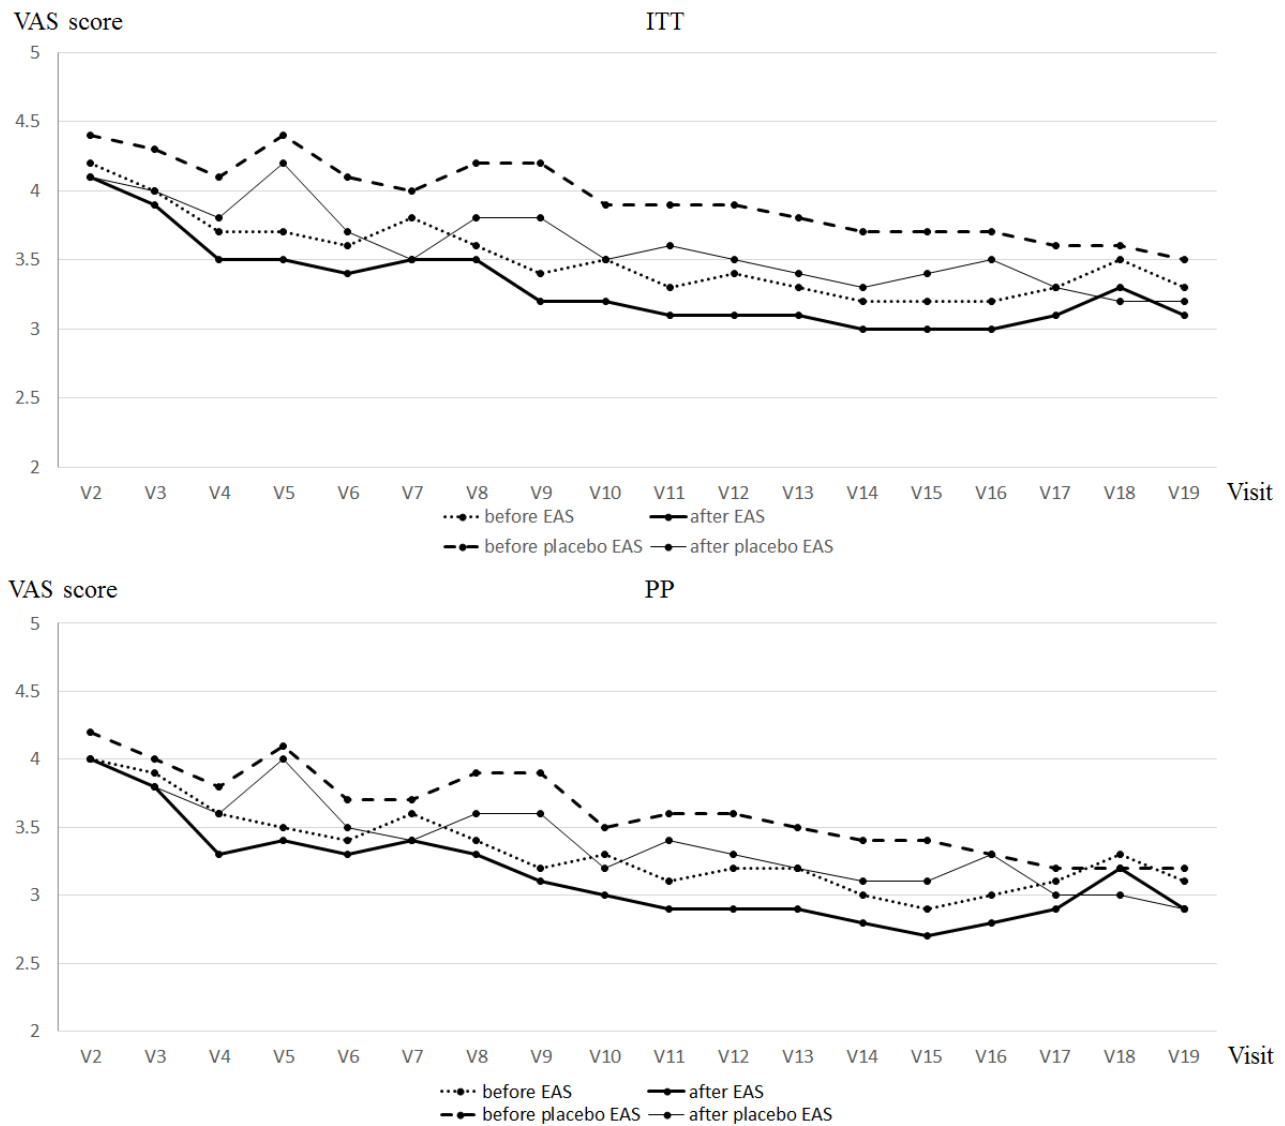 VAS score ITT
5
4.5
4
3.5
3
2.5
2
V2 V3 V4 V5 V6 V7 V8 V9 V10 V11 V12 V13 V14 V15 V16 V17 V18 V19 Visit
before EAS after EAS
before placebo EAS after placebo EAS
VAS score PP
5
4.5
4
3.5
3
2.5
2
V2 V3 V4 V5 V6 V7 V8 V9 V10 V11 V12 V13 V14 V15 V16 V17 V18 V19 Visit
before EAS after EAS
before placebo EAS after placebo EAS